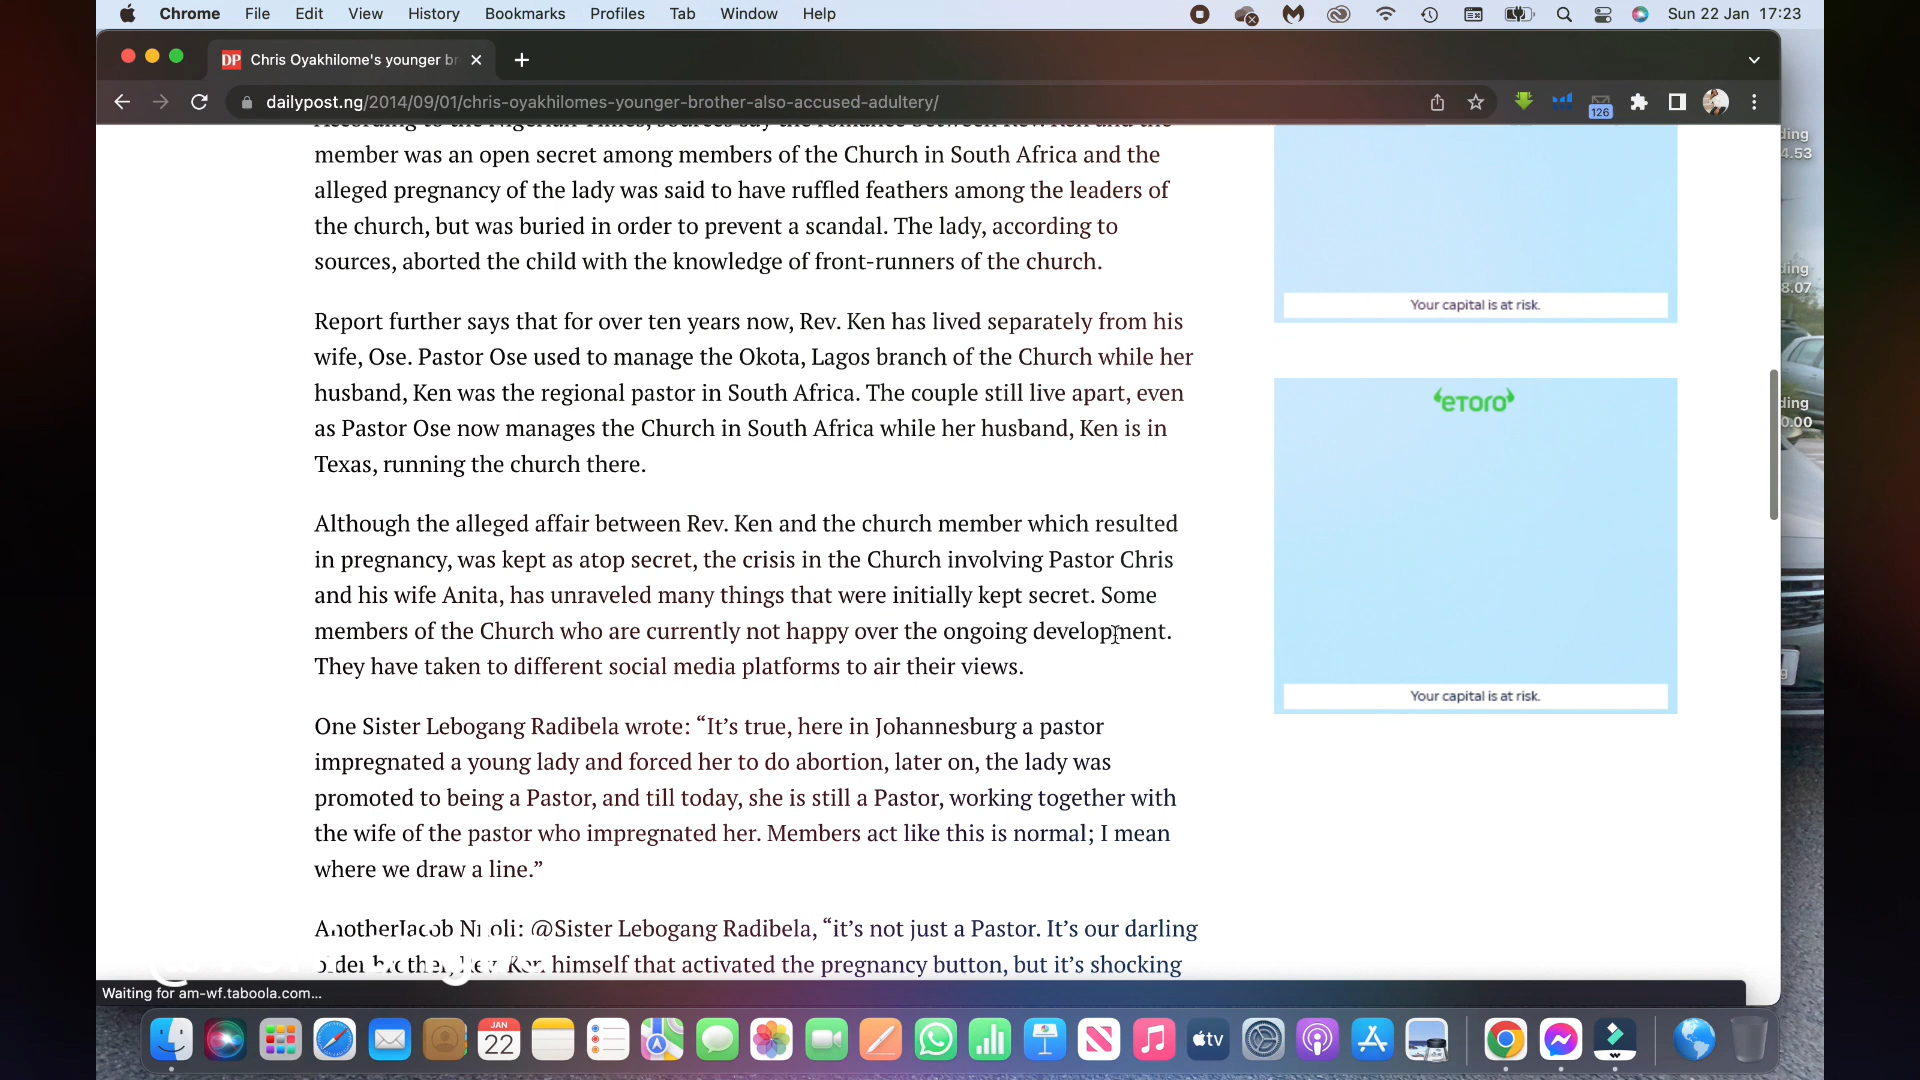 Chrome File Edit View History Bookmarks Profiles Tab Window Help Sun 22 Jan 17:23
DP Chris Oyakhilome's younger br
dailypost.ng/2014/09/01/chris-oyakhilomes-younger-brother-also-accused-adultery/
126
member was an open secret among members of the Church in South Africa and the
alleged pregnancy of the lady was said to have ruffled feathers among the leaders of
the church, but was buried in order to prevent a scandal. The lady, according to
sources, aborted the child with the knowledge of front-runners of the church.
Report further says that for over ten years now, Rev. Ken has lived separately from his
wife, Ose. Pastor Ose used to manage the Okota, Lagos branch of the Church while her
husband, Ken was the regional pastor in South Africa. The couple still live apart, even
as Pastor Ose now manages the Church in South Africa while her husband, Ken is in
Texas, running the church there.
Although the alleged affair between Rev. Ken and the church member which resulted
in pregnancy, was kept as atop secret, the crisis in the Church involving Pastor Chris
and his wife Anita, has unraveled many things that were initially kept secret. Some
members of the Church who are currently not happy over the ongoing development.
They have taken to different social media platforms to air their views.
One Sister Lebogang Radibela wrote: “It’s true, here in Johannesburg a pastor
impregnated a young lady and forced her to do abortion, later on, the lady was
promoted to being a Pastor, and till today, she is still a Pastor, working together with
the wife of the pastor who impregnated her. Members act like this is normal; I mean
where we draw a line.”
@Sister Lebogang Radibela, “it’s not just a Pastor. It’s our darling
himself that activated the pregnancy button, but it’s shocking
Your capital is at risk.
eToro
Your capital is at risk.
ding
4.53
ding
8.07
ding
0.00
Waiting for am-wf.taboola.com...
JAN
22
tv